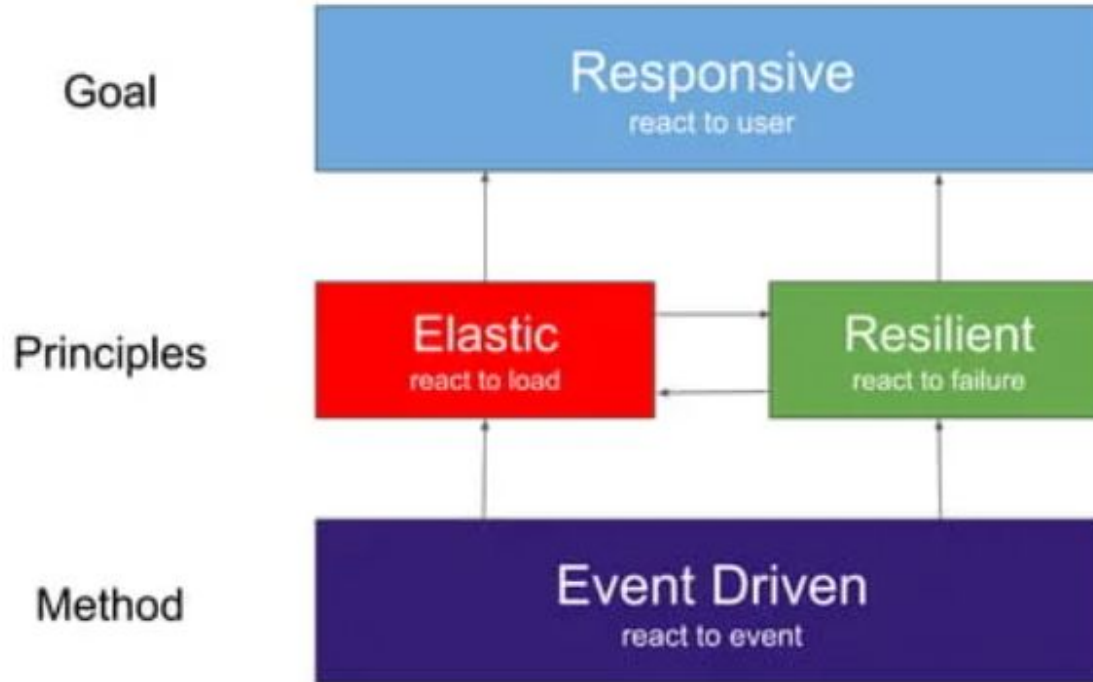 Goal
Responsive
react to user
Principles
Elastic
react to load
Resilient
react to failure
Method
Event Driven
react to event